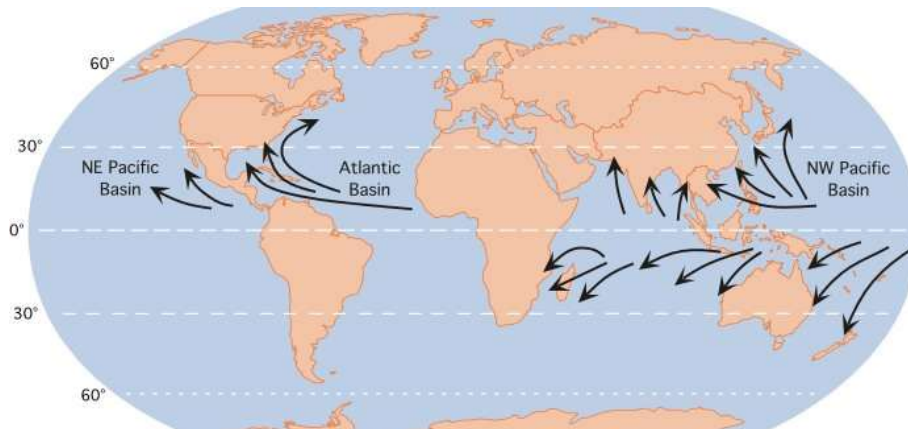 60°
30°
NE Pacific
Basin
Atlantic
Basin
NW Pacific
Basin
0°
30°
60°